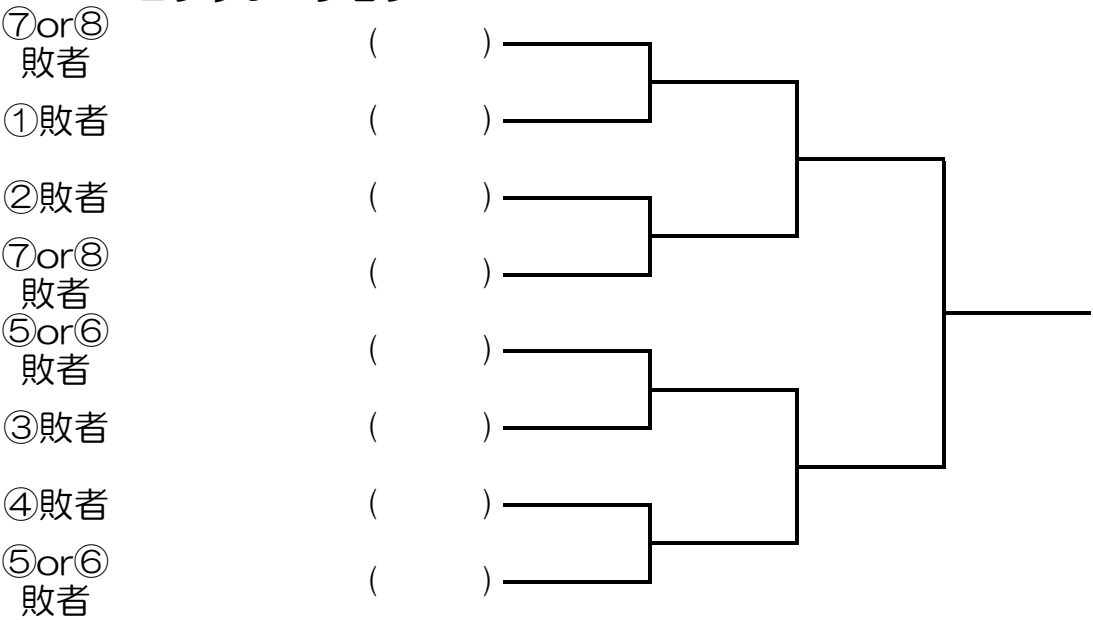 ⑦or⑧
敗者
( )
①敗者
( )
②敗者
( )
⑦or⑧
敗者
( )
⑤or⑥
敗者
( )
③敗者
( )
④敗者
( )
⑤or⑥
敗者
( )